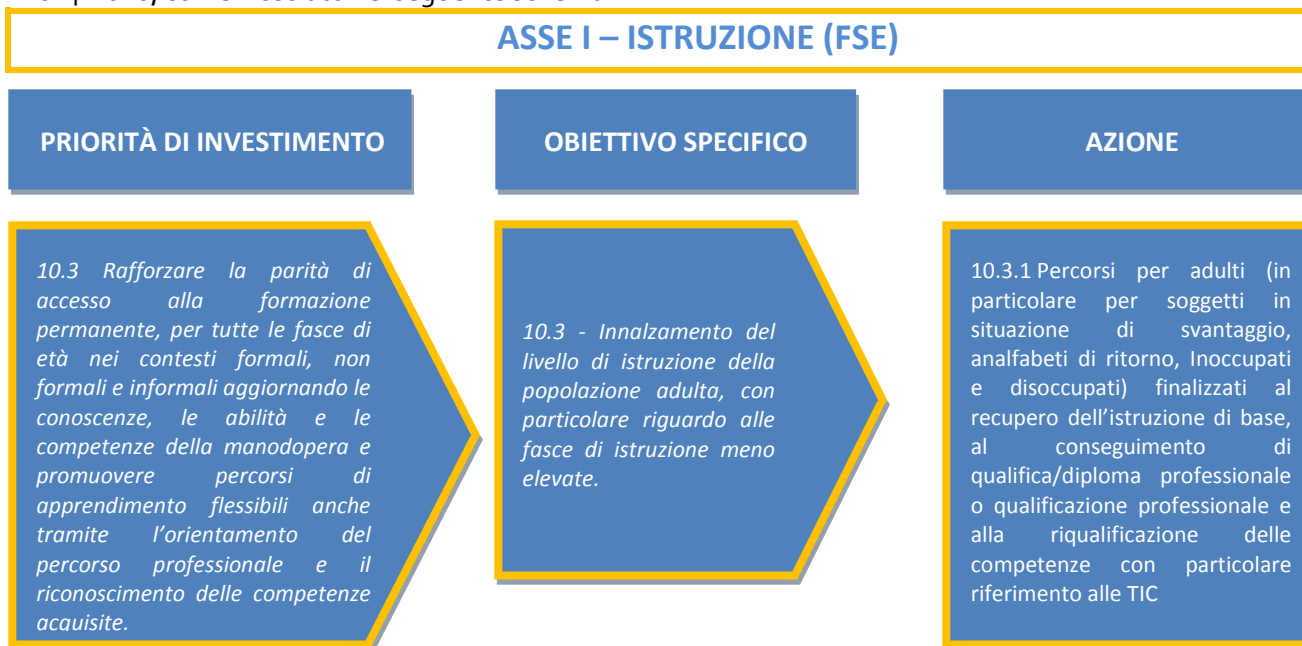 ASSE I – ISTRUZIONE (FSE)
PRIORITÀ DI INVESTIMENTO
OBIETTIVO SPECIFICO
AZIONE
10.3 Rafforzare la parità di
accesso alla formazione
permanente, per tutte le fasce di
età nei contesti formali, non
formali e informali aggiornando le
conoscenze, le abilità e le
competenze della manodopera e
promuovere percorsi di
apprendimento flessibili anche
tramite l’orientamento del
percorso professionale e il
riconoscimento delle competenze
acquisite.
10.3 - Innalzamento del
livello di istruzione della
popolazione adulta, con
particolare riguardo alle
fasce di istruzione meno
elevate.
10.3.1 Percorsi per adulti (in
particolare per soggetti in
situazione di svantaggio,
analfabeti di ritorno, Inoccupati
e disoccupati) finalizzati al
recupero dell’istruzione di base,
al conseguimento di
qualifica/diploma professionale
o qualificazione professionale e
alla riqualificazione delle
competenze con particolare
riferimento alle TIC